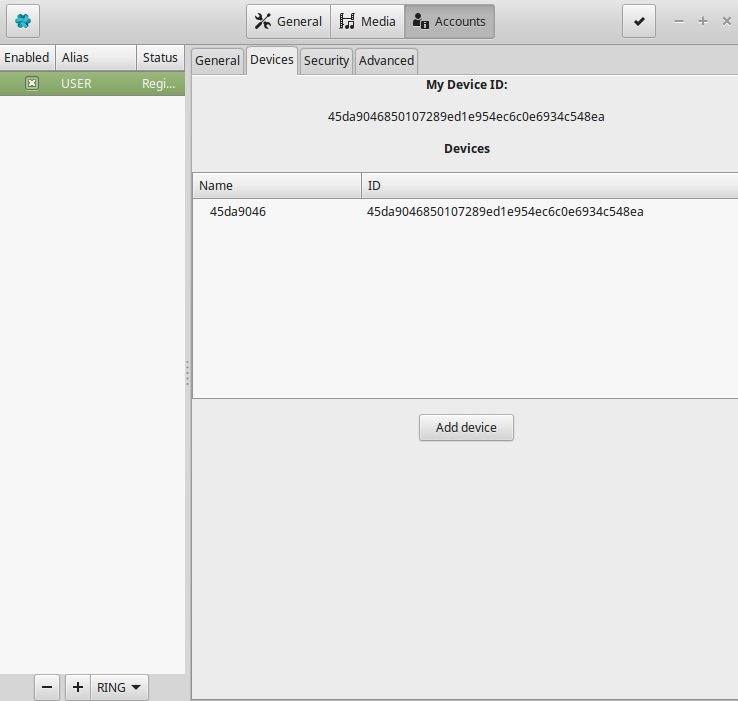 General Media Accounts
Enabled Alias Status
USER Regi...
General Devices Security Advanced
My Device ID:
45da9046850107289ed1e954ec6c0e6934c548ea
Devices
Name ID
45da9046 45da9046850107289ed1e954ec6c0e6934c548ea
Add device
RING